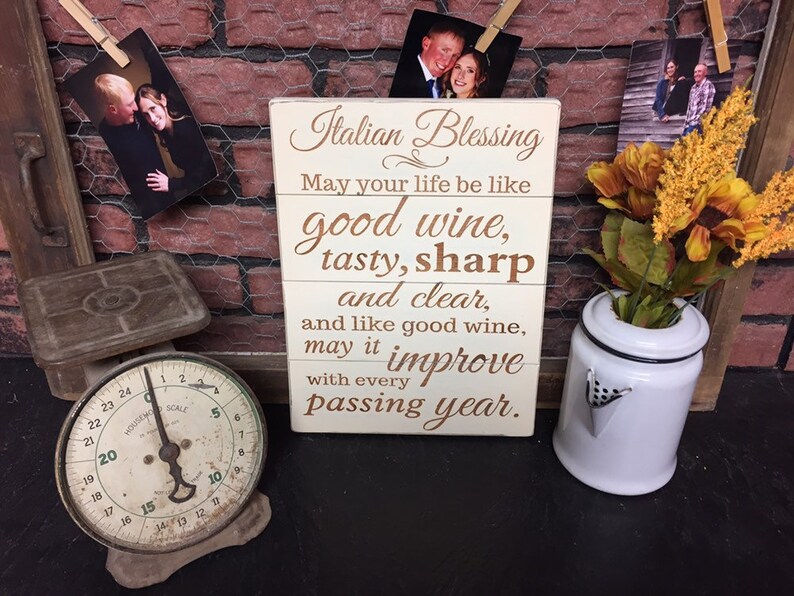 Italian Blessing
May your life be like
good wine,
tasty, sharp
and clear,
and like good wine,
may it improve
with every
passing year.
HOUSEHOLD SCALE
0
1
2
3
4
5
6
7
8
9
10
11
12
13
14
15
16
17
18
19
20
21
22
23
24